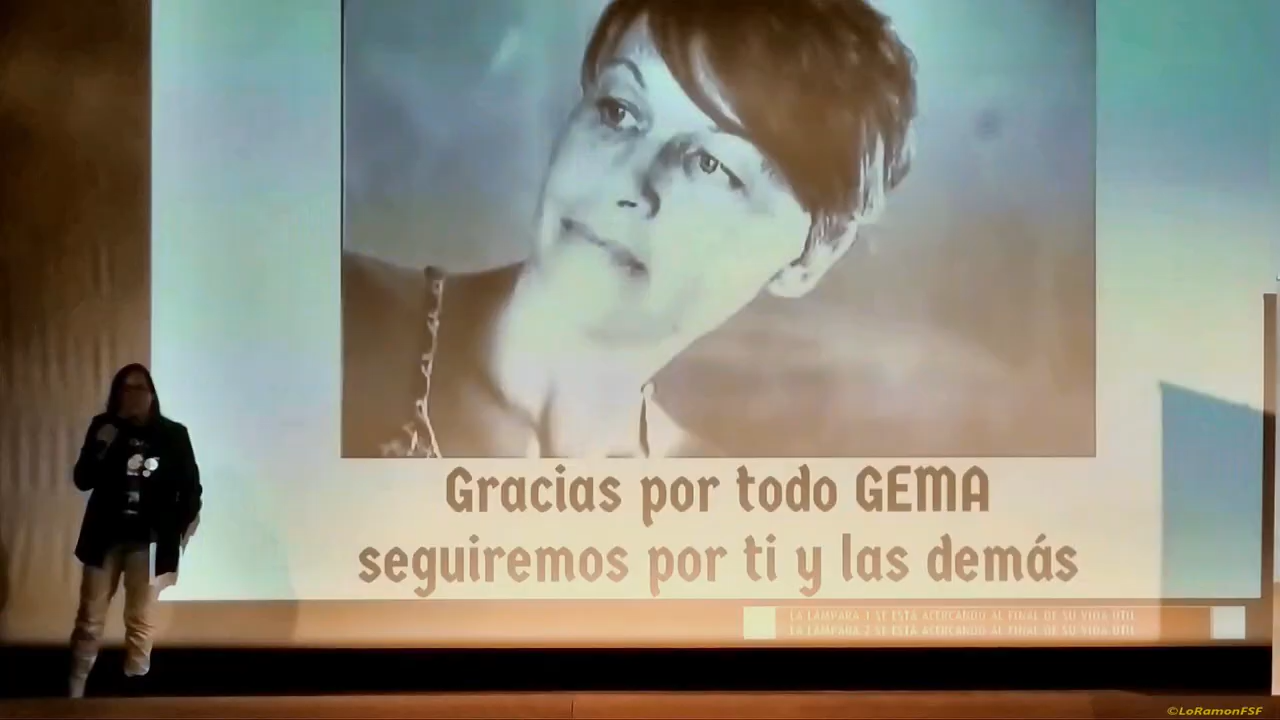 Gracias por todo GEMA
seguiremos por ti y las demás
LA LÁMPARA 1 SE ESTÁ ACERCANDO AL FINAL DE SU VIDA ÚTIL
LA LÁMPARA 2 SE ESTÁ ACERCANDO AL FINAL DE SU VIDA ÚTIL
©LoRamonFSF